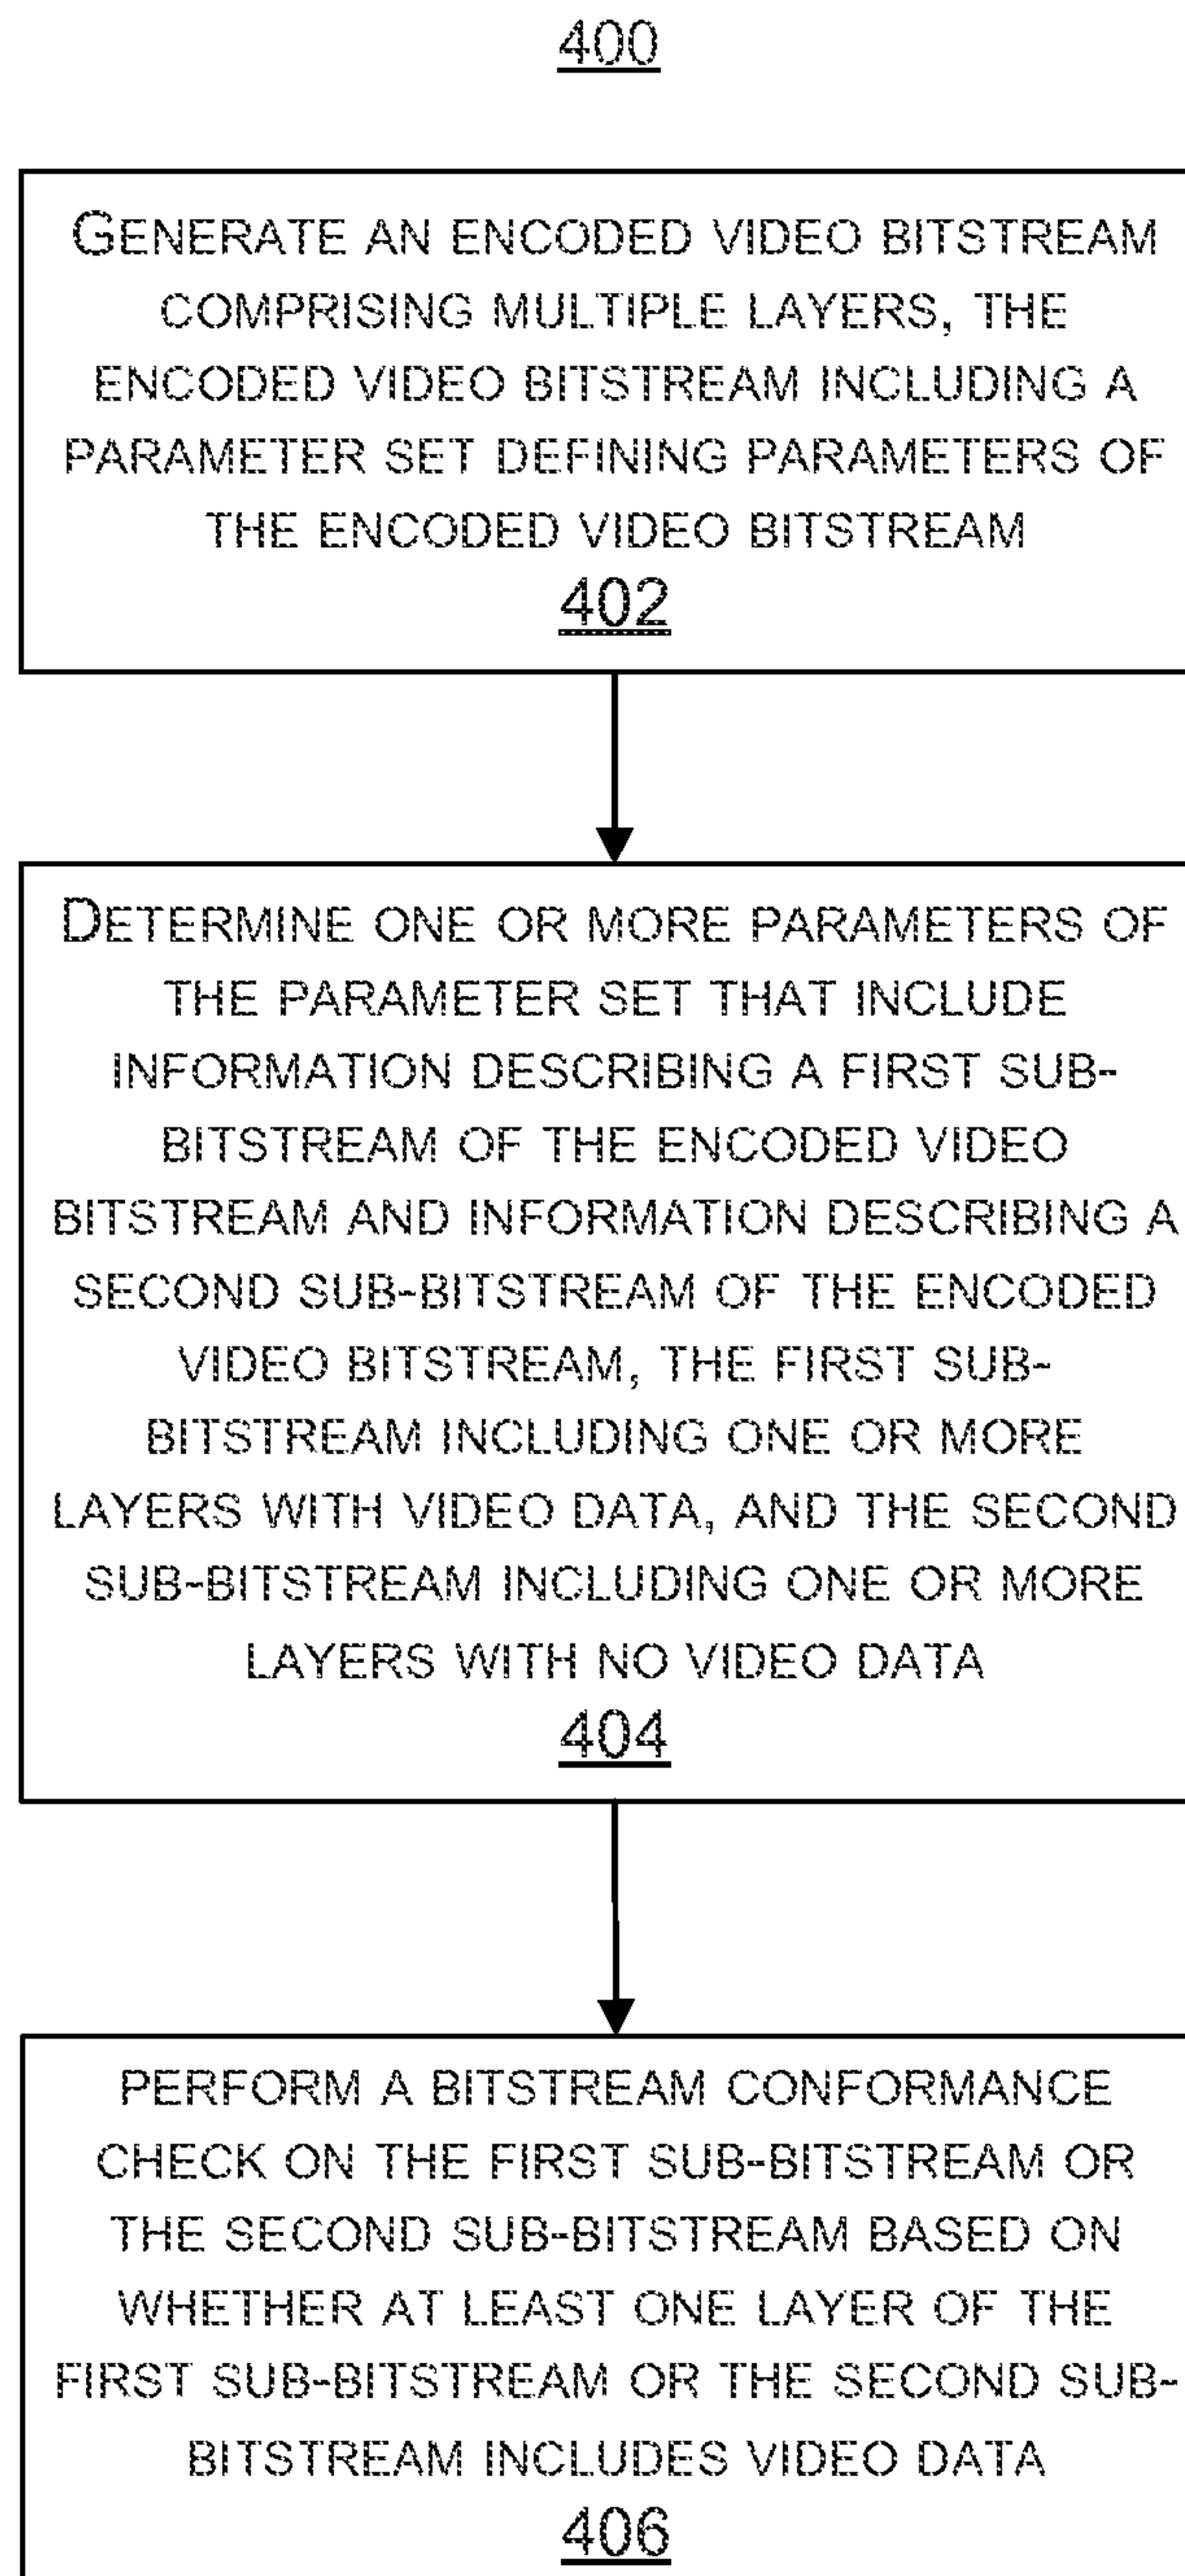 400
GENERATE AN ENCODED VIDEO BITSTREAM
COMPRISING MULTIPLE LAYERS, THE
ENCODED VIDEO BITSTREAM INCLUDING A
PARAMETER SET DEFINING PARAMETERS OF
THE ENCODED VIDEO BITSTREAM
402
DETERMINE ONE OR MORE PARAMETERS OF
THE PARAMETER SET THAT INCLUDE
INFORMATION DESCRIBING A FIRST SUB-
BITSTREAM OF THE ENCODED VIDEO
BITSTREAM AND INFORMATION DESCRIBING A
SECOND SUB-BITSTREAM OF THE ENCODED
VIDEO BITSTREAM, THE FIRST SUB-
BITSTREAM INCLUDING ONE OR MORE
LAYERS WITH VIDEO DATA, AND THE SECOND
SUB-BITSTREAM INCLUDING ONE OR MORE
LAYERS WITH NO VIDEO DATA
404
PERFORM A BITSTREAM CONFORMANCE
CHECK ON THE FIRST SUB-BITSTREAM OR
THE SECOND SUB-BITSTREAM BASED ON
WHETHER AT LEAST ONE LAYER OF THE
FIRST SUB-BITSTREAM OR THE SECOND SUB-
BITSTREAM INCLUDES VIDEO DATA
406